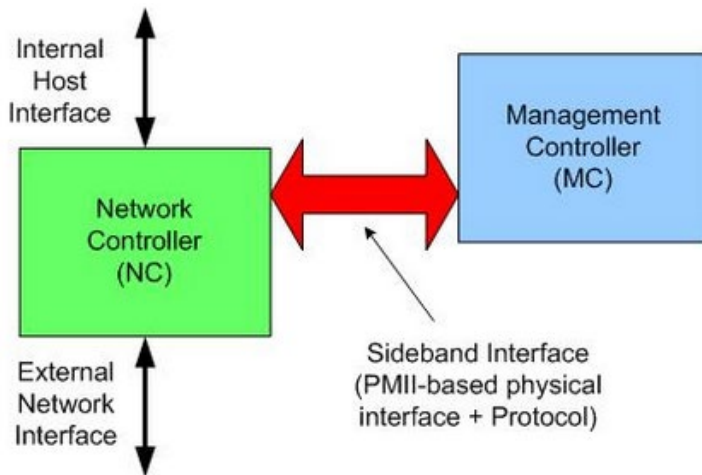 Internal
Host
Interface
Management
Controller
(MC)
Network
Controller
(NC)
External
Network
Interface
Sideband Interface
(PMII-based physical
interface + Protocol)